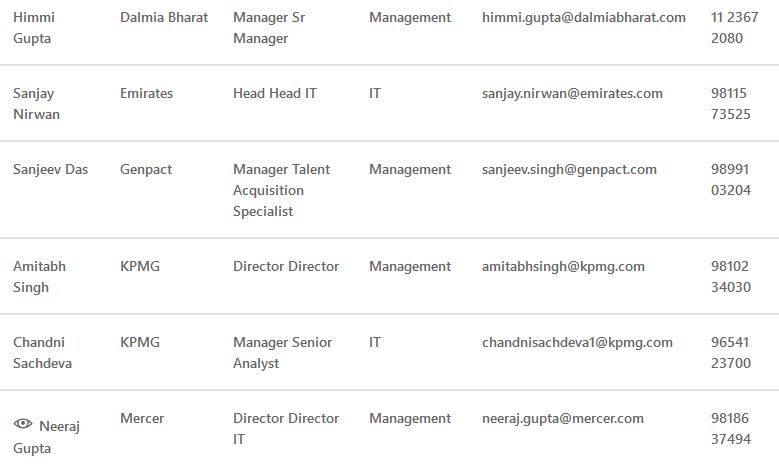 Himmi Gupta Dalmia Bharat Manager Sr Manager Management himmi.gupta@dalmiabharat.com 11 2367 2080
Sanjay Nirwan Emirates Head Head IT IT sanjay.nirwan@emirates.com 98115 73525
Sanjeev Das Genpact Manager Talent Acquisition Specialist Management sanjeev.singh@genpact.com 98991 03204
Amitabh Singh KPMG Director Director Management amitabhsingh@kpmg.com 98102 34030
Chandni Sachdeva KPMG Manager Senior Analyst IT chandnisachdeva1@kpmg.com 96541 23700
Neeraj Gupta Mercer Director Director IT Management neeraj.gupta@mercer.com 98186 37494